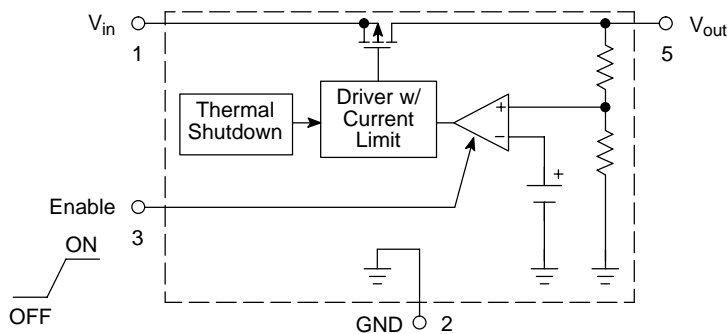 Vin
1
Vout
5
Thermal
Shutdown
Driver w/
Current
Limit
+
−
+
Enable
3
ON
OFF
GND
2